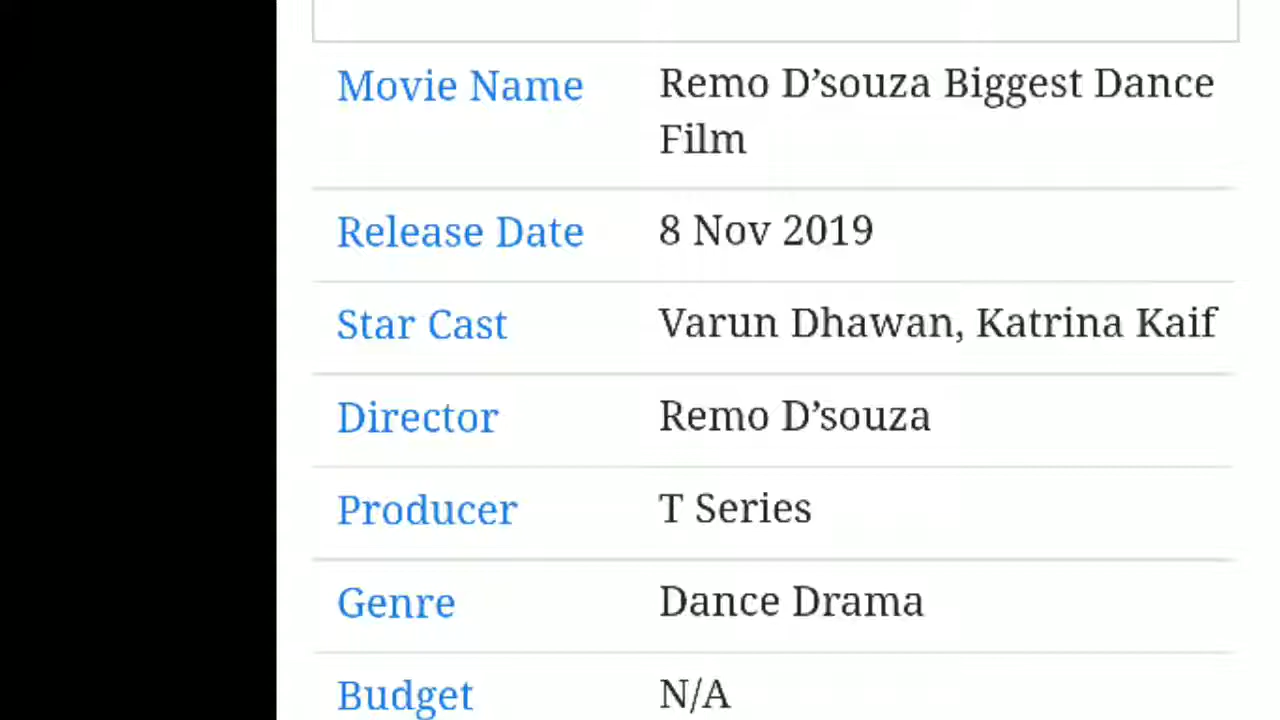 Movie Name Remo D’souza Biggest Dance
Film
Release Date 8 Nov 2019
Star Cast Varun Dhawan, Katrina Kaif
Director Remo D’souza
Producer T Series
Genre Dance Drama
Budget N/A